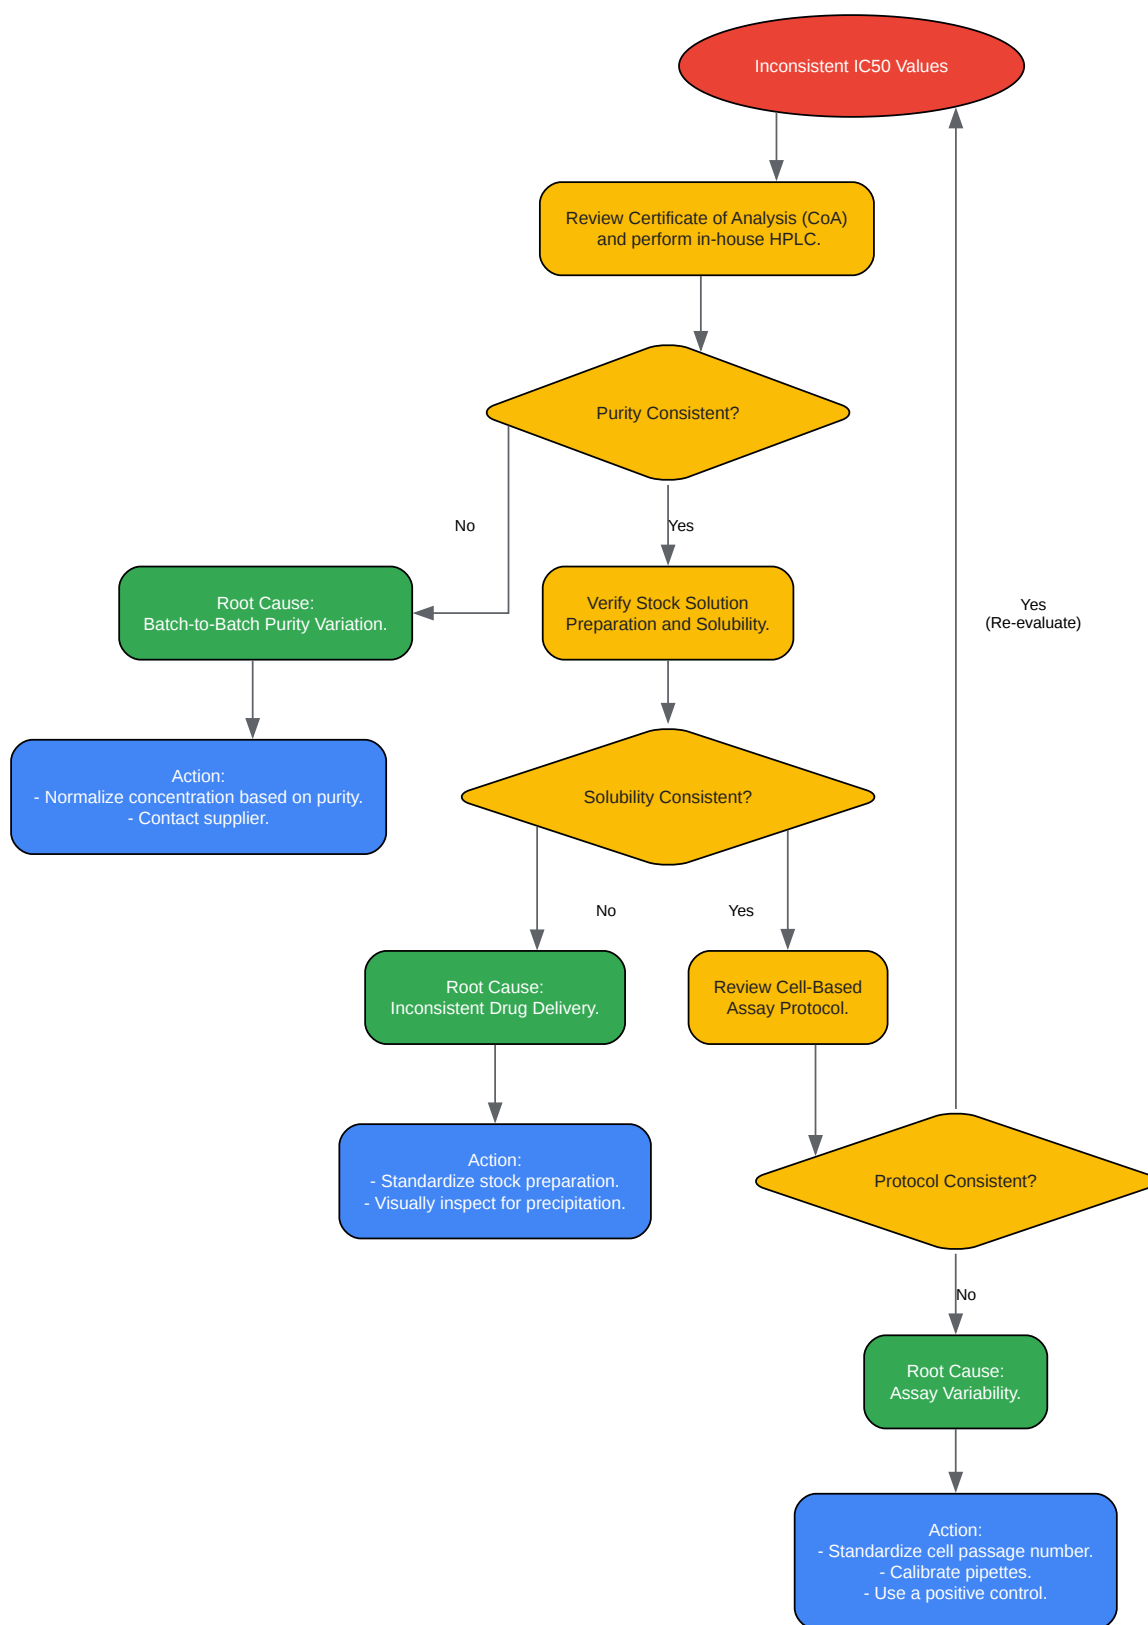 Inconsistent IC50 Values
Review Certificate of Analysis (CoA)
and perform in-house HPLC.
Purity Consistent?
No
Yes
Root Cause:
Batch-to-Batch Purity Variation.
Verify Stock Solution
Preparation and Solubility.
Yes
(Re-evaluate)
Action:
- Normalize concentration based on purity.
- Contact supplier.
Solubility Consistent?
No
Yes
Root Cause:
Inconsistent Drug Delivery.
Review Cell-Based
Assay Protocol.
Action:
- Standardize stock preparation.
- Visually inspect for precipitation.
Protocol Consistent?
No
Root Cause:
Assay Variability.
Action:
- Standardize cell passage number.
- Calibrate pipettes.
- Use a positive control.